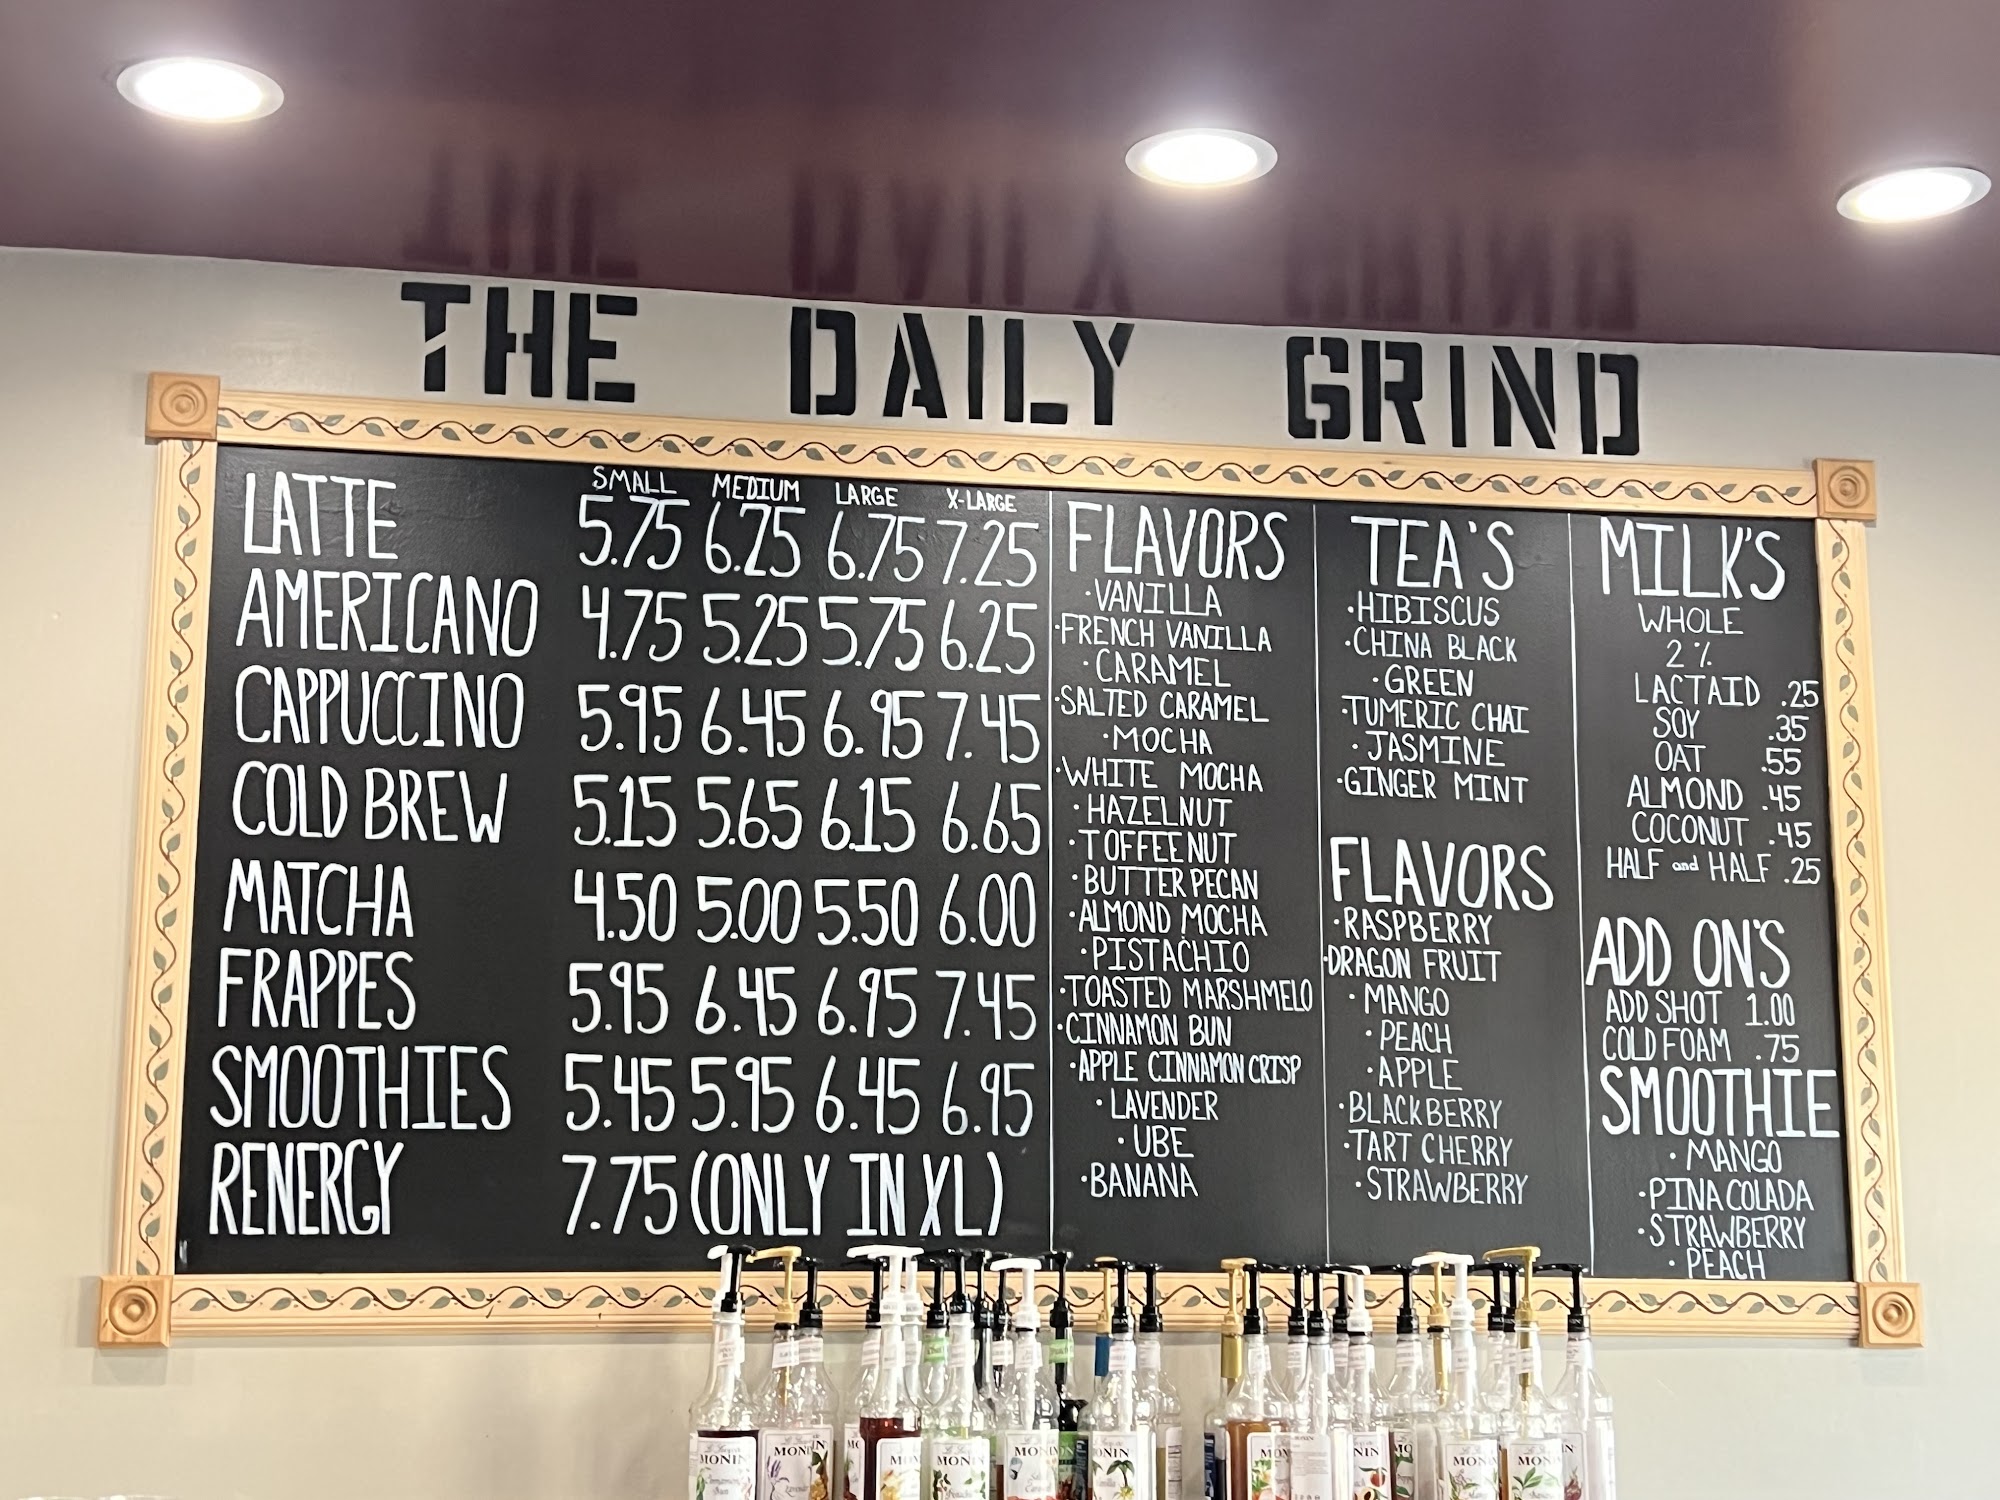 THE DAILY GRIND
SMALL MEDIUM LARGE X-LARGE
LATTE 5.75 6.25 6.75 7.25
AMERICANO 4.75 5.25 5.75 6.25
CAPPUCCINO 5.95 6.45 6.95 7.45
COLD BREW 5.15 5.65 6.15 6.65
MATCHA 4.50 5.00 5.50 6.00
FRAPPES 5.95 6.45 6.95 7.45
SMOOTHIES 5.45 5.95 6.45 6.95
RENERGY 7.75 (ONLY IN XL)
FLAVORS
·VANILLA
·FRENCH VANILLA
·CARAMEL
·SALTED CARAMEL
·MOCHA
·WHITE MOCHA
·HAZELNUT
·TOFFEENUT
·BUTTER PECAN
·ALMOND MOCHA
·PISTACHIO
·TOASTED MARSHMELO
·CINNAMON BUN
·APPLE CINNAMON CRISP
·LAVENDER
·UBE
·BANANA
TEA'S
·HIBISCUS
·CHINA BLACK
·GREEN
·TUMERIC CHAI
·JASMINE
·GINGER MINT
FLAVORS
·RASPBERRY
·DRAGON FRUIT
·MANGO
·PEACH
·APPLE
·BLACKBERRY
·TART CHERRY
·STRAWBERRY
MILK'S
WHOLE
2%
LACTAID .25
SOY .35
OAT .55
ALMOND .45
COCONUT .45
HALF and HALF .25
ADD ON'S
ADD SHOT 1.00
COLD FOAM .75
SMOOTHIE
·MANGO
·PINA COLADA
·STRAWBERRY
·PEACH
MONIN
MONIN
MONIN